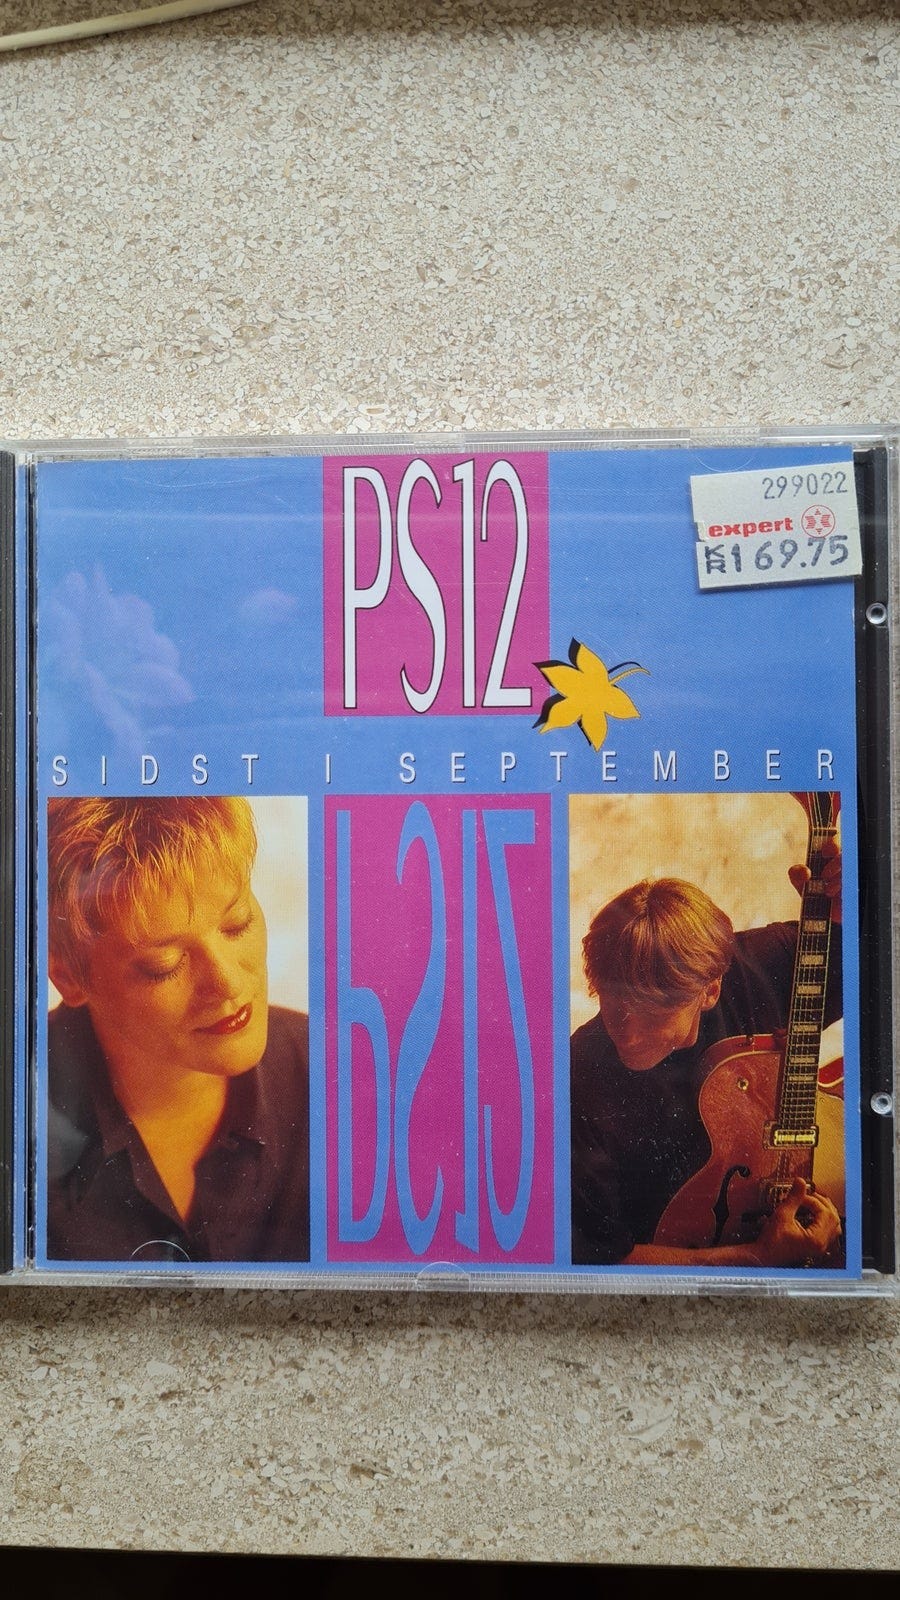 PS12
299022
expert
KR 169.75
SIDST I SEPTEMBER
PS12